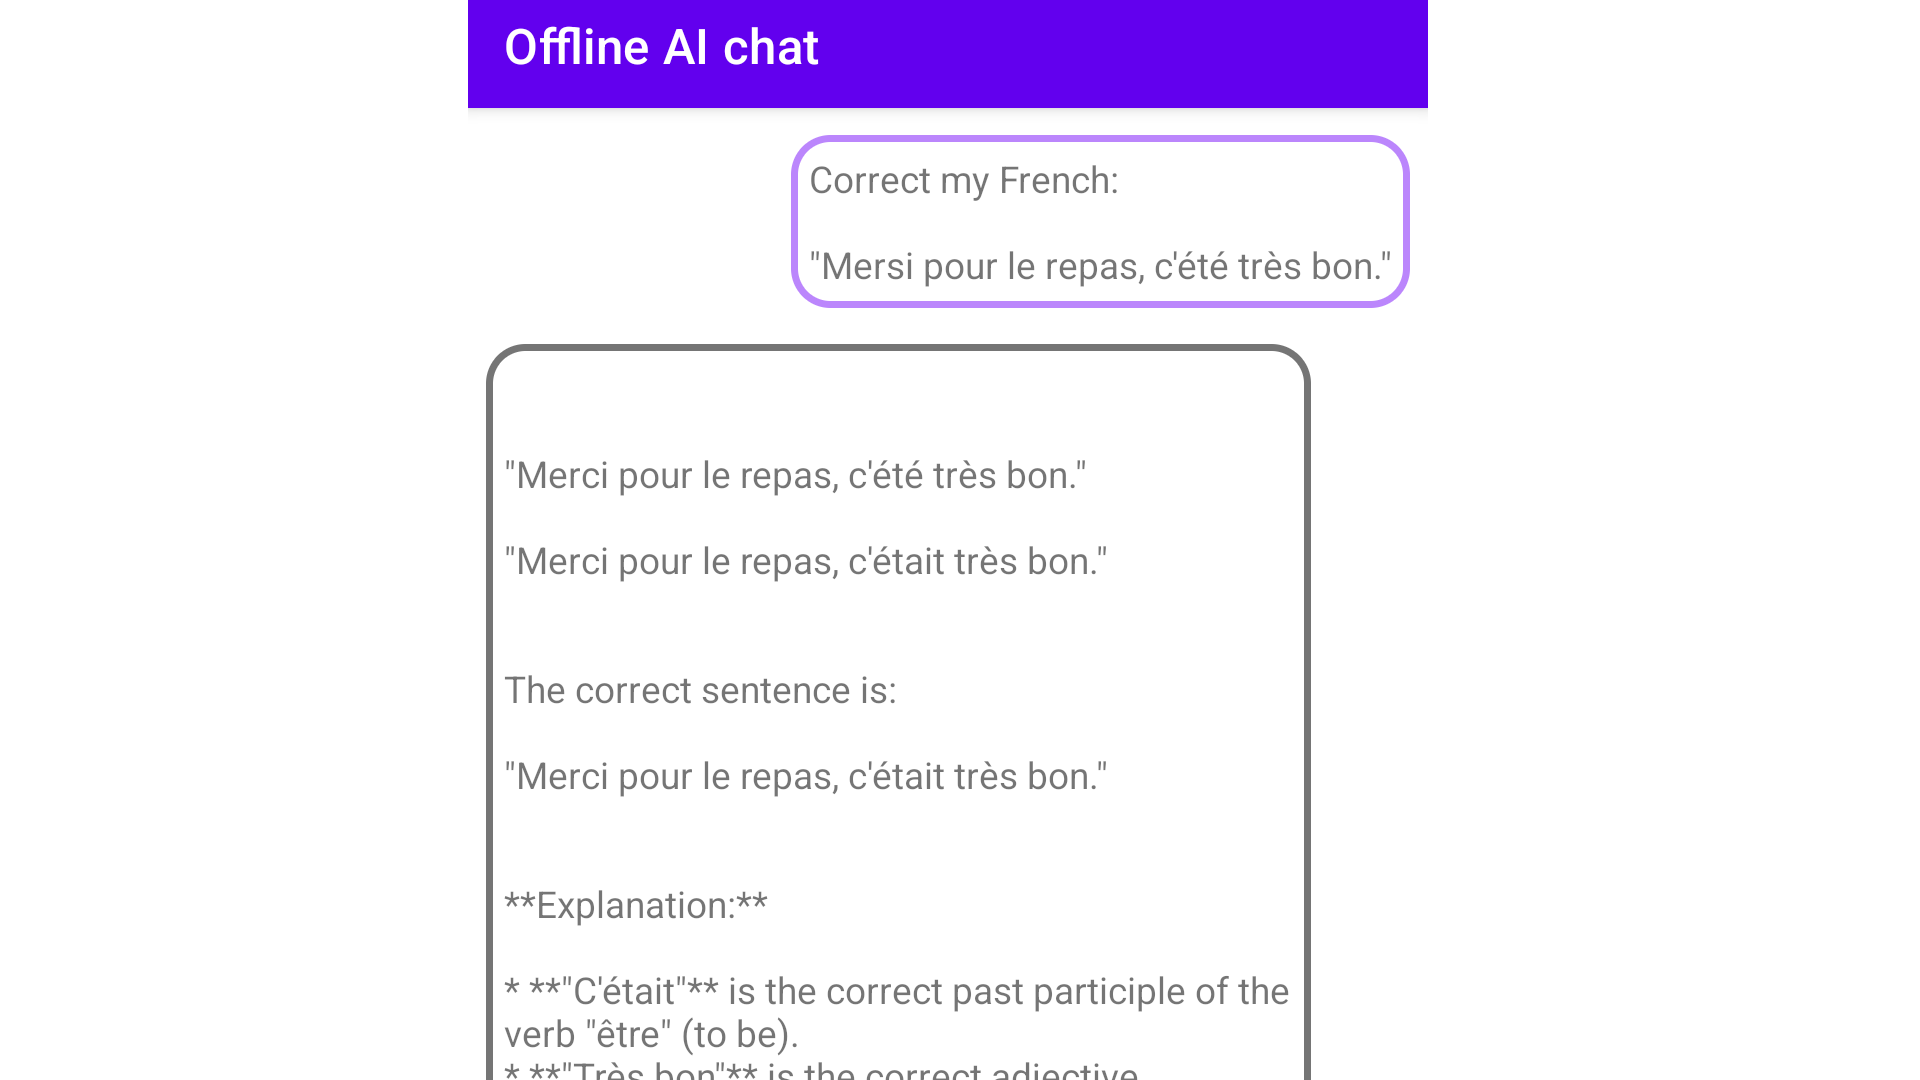 Offline AI chat
Correct my French:
"Mersi pour le repas, c'été très bon."
"Merci pour le repas, c'été très bon."
"Merci pour le repas, c'était très bon."
The correct sentence is:
"Merci pour le repas, c'était très bon."
**Explanation:**
* **"C'était"** is the correct past participle of the
verb "être" (to be).
* **"Très bon"** is the correct adjective